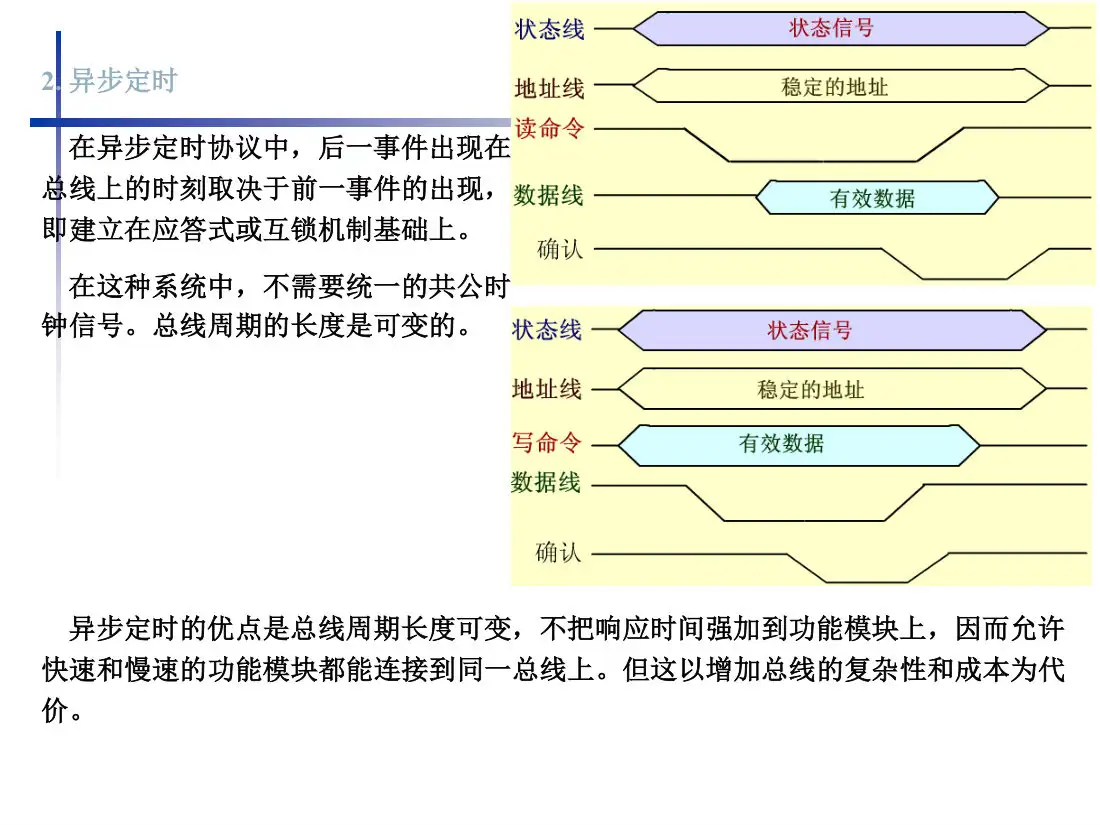 2. 异步定时
在异步定时协议中，后一事件出现在
总线上的时刻取决于前一事件的出现，
即建立在应答式或互锁机制基础上。
在这种系统中，不需要统一的共公时
钟信号。总线周期的长度是可变的。
状态线 状态信号
地址线 稳定的地址
读命令
数据线 有效数据
确认
状态线 状态信号
地址线 稳定的地址
写命令 有效数据
数据线
确认
异步定时的优点是总线周期长度可变，不把响应时间强加到功能模块上，因而允许
快速和慢速的功能模块都能连接到同一总线上。但这以增加总线的复杂性和成本为代
价。